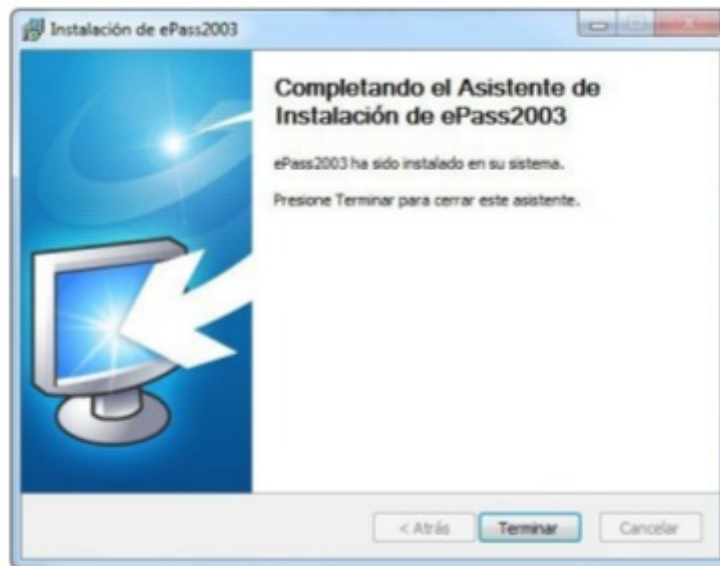 Instalación de ePass2003
Completando el Asistente de
Instalación de ePass2003
ePass2003 ha sido instalado en su sistema.
Presione Terminar para cerrar este asistente.
< Atrás
Terminar
Cancelar